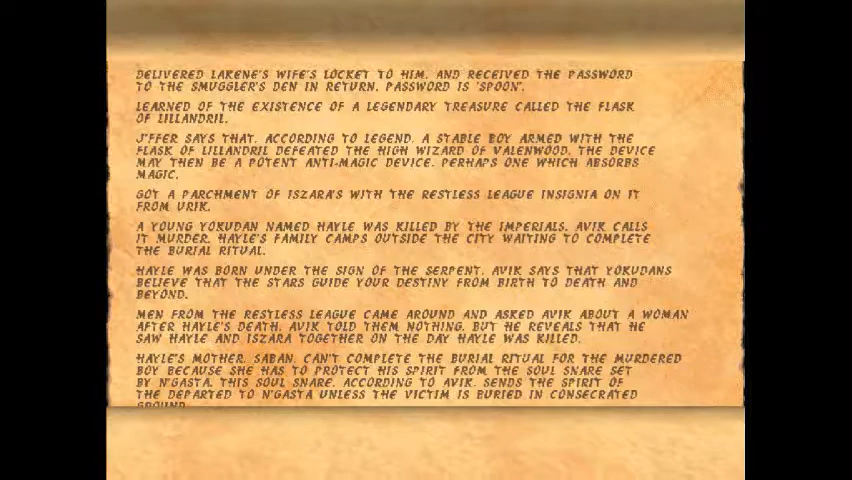 DELIVERED LAKENE'S WIFE'S LOCKET TO HIM, AND RECEIVED THE PASSWORD
TO THE SMUGGLER'S DEN IN RETURN. PASSWORD IS 'SPOON'.
LEARNED OF THE EXISTENCE OF A LEGENDARY TREASURE CALLED THE FLASK
OF LILLANDRIL.
J'FFER SAYS THAT, ACCORDING TO LEGEND, A STABLE BOY ARMED WITH THE
FLASK OF LILLANDRIL DEFEATED THE HIGH WIZARD OF VALENWOOD. THE DEVICE
MAY THEN BE A POTENT ANTI-MAGIC DEVICE. PERHAPS ONE WHICH ABSORBS
MAGIC.
GOT A PARCHMENT OF ISZARA'S WITH THE RESTLESS LEAGUE INSIGNIA ON IT
FROM URIK.
A YOUNG YOKUDAN NAMED HAYLE WAS KILLED BY THE IMPERIALS. AVIK CALLS
IT MURDER. HAYLE'S FAMILY CAMPS OUTSIDE THE CITY WAITING TO COMPLETE
THE BURIAL RITUAL.
HAYLE WAS BORN UNDER THE SIGN OF THE SERPENT. AVIK SAYS THAT YOKUDANS
BELIEVE THAT THE STARS GUIDE YOUR DESTINY FROM BIRTH TO DEATH AND
BEYOND.
MEN FROM THE RESTLESS LEAGUE CAME AROUND AND ASKED AVIK ABOUT A WOMAN
AFTER HAYLE'S DEATH. AVIK TOLD THEM NOTHING, BUT HE REVEALS THAT HE
SAW HAYLE AND ISZARA TOGETHER ON THE DAY HAYLE WAS KILLED.
HAYLE'S MOTHER, SABAN, CAN'T COMPLETE THE BURIAL RITUAL FOR THE MURDERED
BOY BECAUSE SHE HAS TO PROTECT HIS SPIRIT FROM THE SOUL SNARE SET
BY N'GASTA. THIS SOUL SNARE, ACCORDING TO AVIK, SENDS THE SPIRIT OF
THE DEPARTED TO N'GASTA UNLESS THE VICTIM IS BURIED IN CONSECRATED
GROUND.